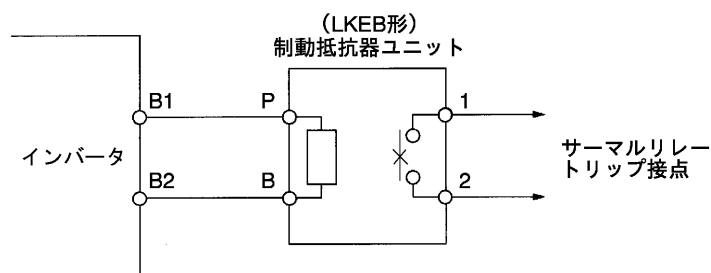 (LKEB形)
制動抵抗器ユニット
B1
P
1
インバータ
サーマルリレー
トリップ接点
B2
B
2